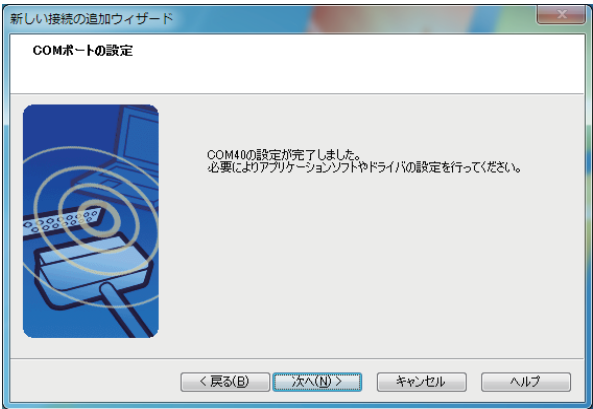 新しい接続の追加ウィザード
COMポートの設定
COM40の設定が完了しました。
必要によりアプリケーションソフトやドライバの設定を行ってください。
< 戻る(B)
次へ(N) >
キャンセル
ヘルプ